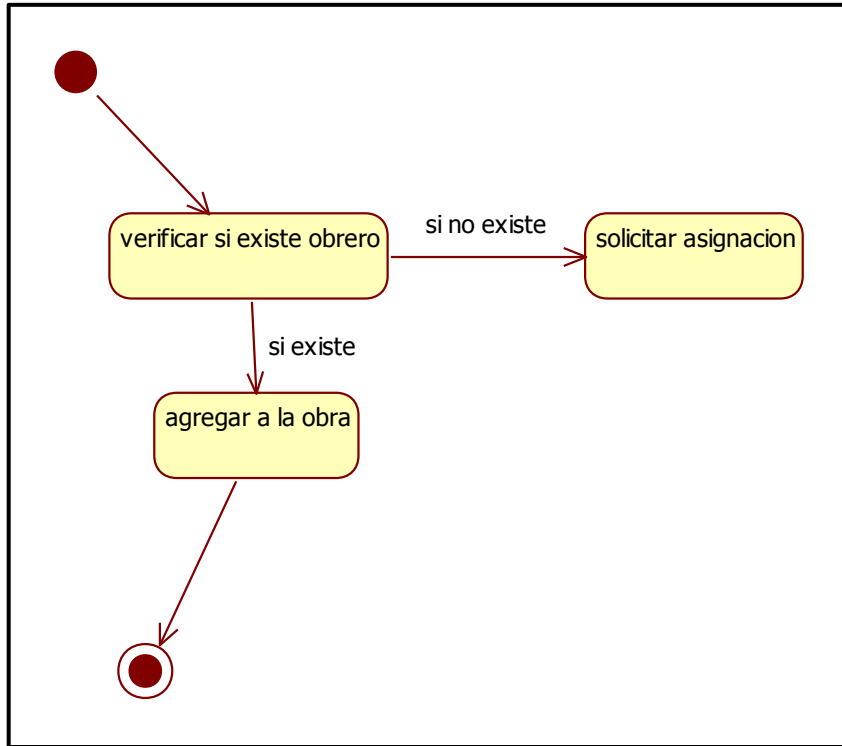 verificar si existe obrero
si no existe
solicitar asignacion
si existe
agregar a la obra